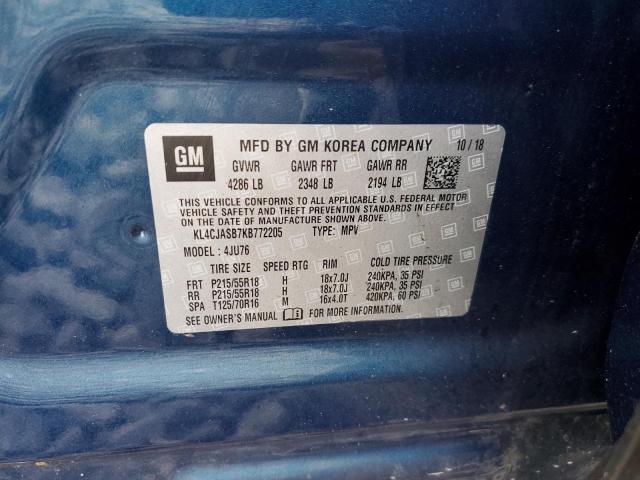 GM
MFD BY GM KOREA COMPANY 10/18
GVWR GAWR FRT GAWR RR
4286 LB 2348 LB 2194 LB
THIS VEHICLE CONFORMS TO ALL APPLICABLE U.S. FEDERAL MOTOR
VEHICLE SAFETY, BUMPER, AND THEFT PREVENTION STANDARDS IN
EFFECT ON THE DATE OF MANUFACTURE SHOWN ABOVE.
KL4CJASB7KB772205 TYPE: MPV
MODEL: 4JU76
TIRE SIZE SPEED RTG RIM COLD TIRE PRESSURE
FRT P215/55R18 H 18x7.0J 240KPA, 35 PSI
RR P215/55R18 H 18x7.0J 240KPA, 35 PSI
SPA T125/70R16 M 16x4.0T 420KPA, 60 PSI
SEE OWNER'S MANUAL FOR MORE INFORMATION.